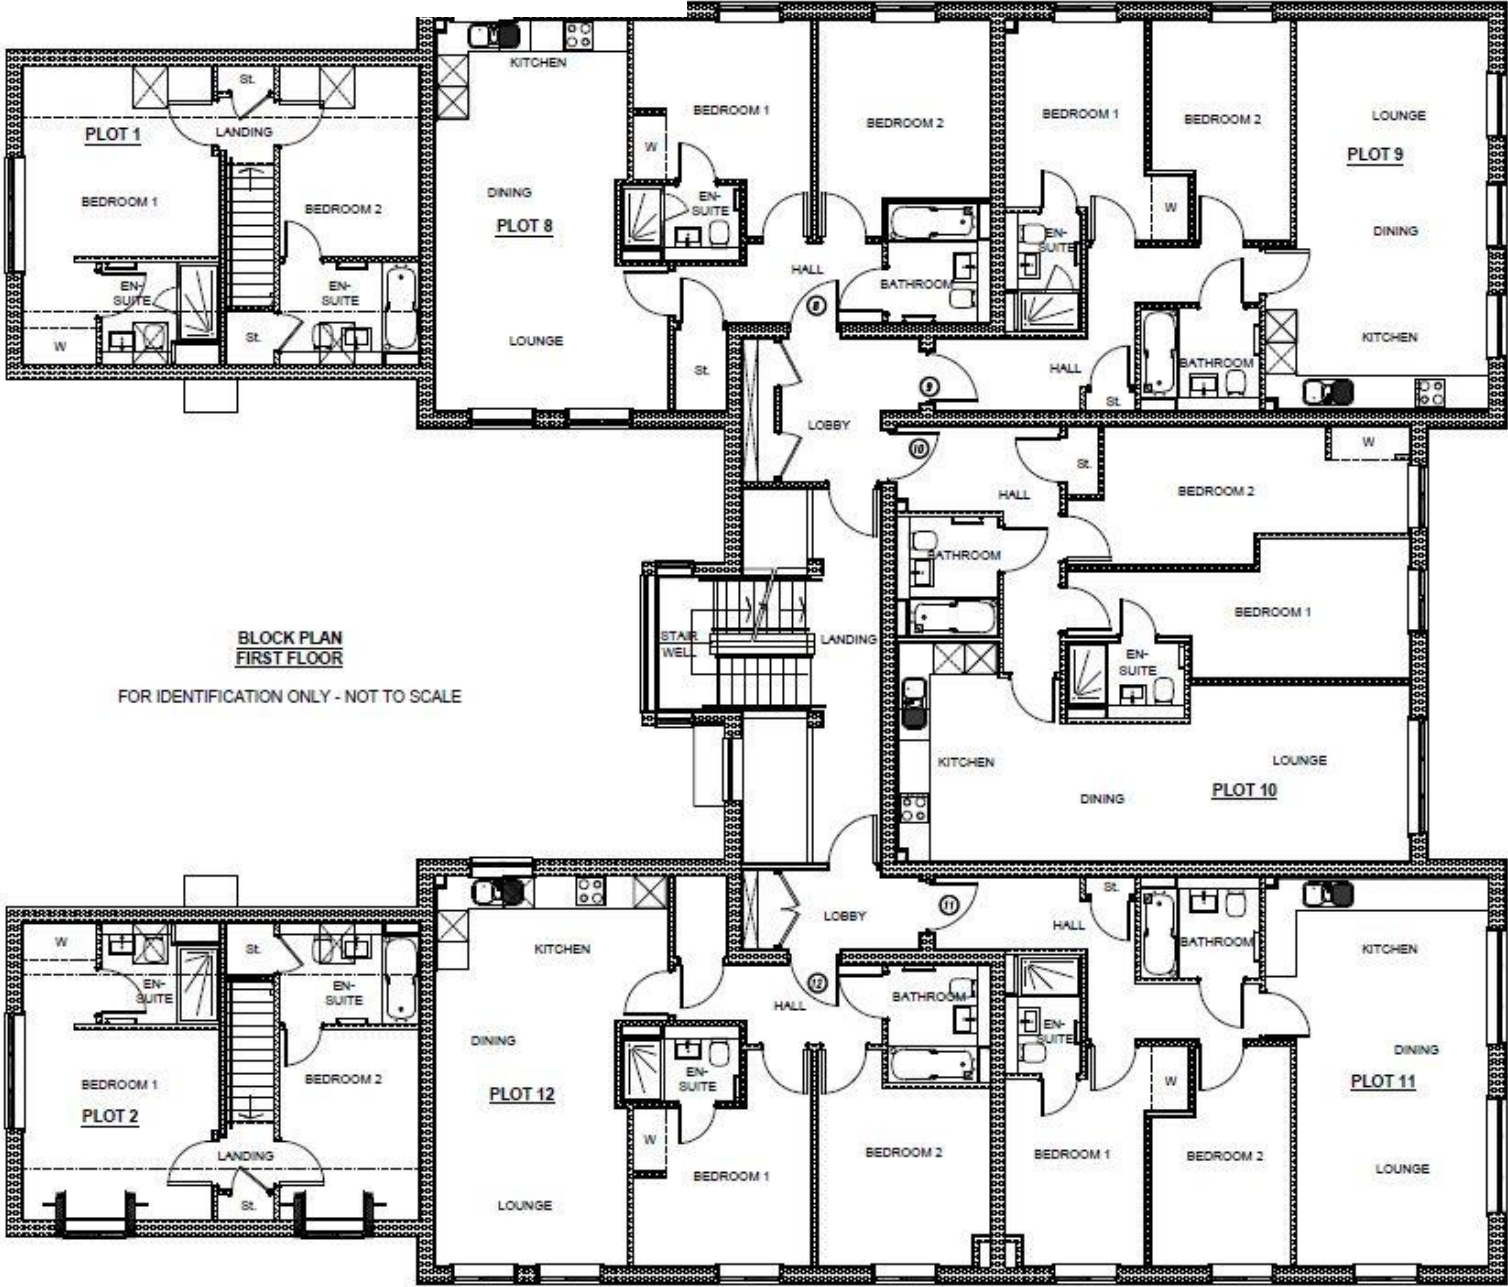 KITCHEN
BEDROOM 1
BEDROOM 2
BEDROOM 1
BEDROOM 2
LOUNGE
PLOT 9
W
DINING
PLOT 8
EN-
SUITE
W
EN-
SUITE
DINING
HALL
BATHROOM
8
LOUNGE
St.
9
HALL
BATHROOM
KITCHEN
St.
St.
PLOT 1
LANDING
BEDROOM 1
BEDROOM 2
EN-
SUITE
EN-
SUITE
W
St.
LOBBY
10
St.
W
HALL
BEDROOM 2
BATHROOM
BEDROOM 1
BLOCK PLAN
FIRST FLOOR
FOR IDENTIFICATION ONLY - NOT TO SCALE
STAIR
WELL
LANDING
EN-
SUITE
KITCHEN
LOUNGE
DINING
PLOT 10
LOBBY
11
St.
HALL
BATHROOM
KITCHEN
W
St.
EN-
SUITE
EN-
SUITE
BEDROOM 1
BEDROOM 2
PLOT 2
LANDING
St.
KITCHEN
12
HALL
BATHROOM
DINING
PLOT 12
EN-
SUITE
EN-
SUITE
W
DINING
PLOT 11
W
BEDROOM 1
BEDROOM 2
BEDROOM 1
BEDROOM 2
LOUNGE
LOUNGE